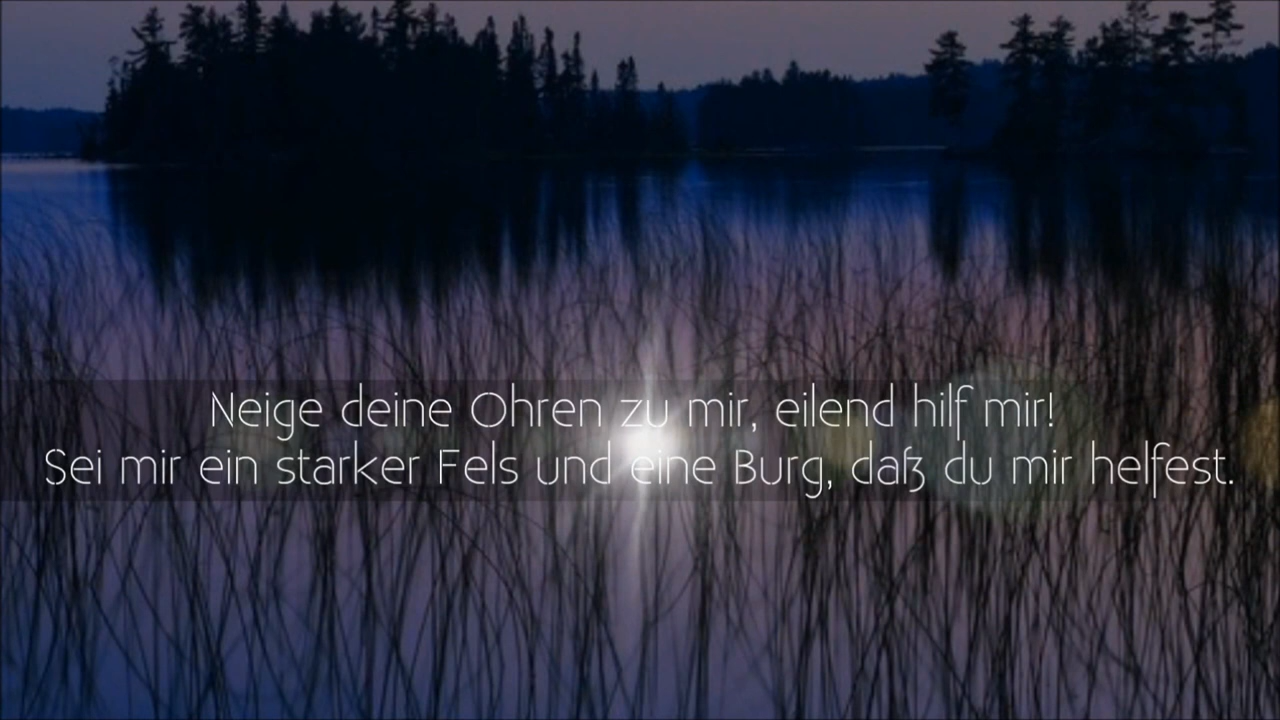 Neige deine Ohren zu mir, eilend hilf mir!
Sei mir ein starker Fels und eine Burg, daß du mir helfest.